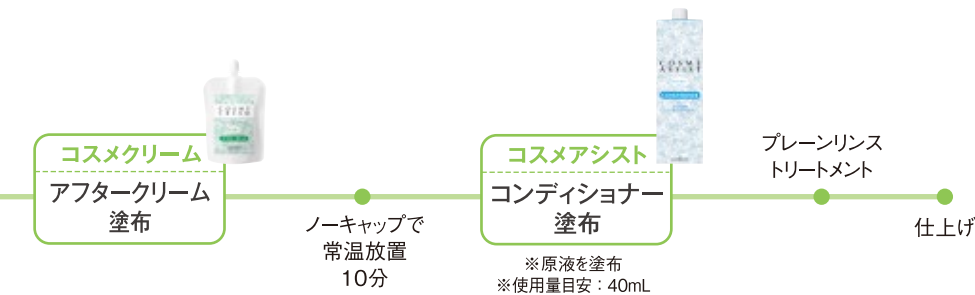 コスメクリーム
アフタークリーム
塗布
ノーキャップで
常温放置
10分
COSME
ASSIST
コスメアシスト
コンディショナー
塗布
※原液を塗布
※使用量目安：40mL
プレーンリンス
トリートメント
仕上げ